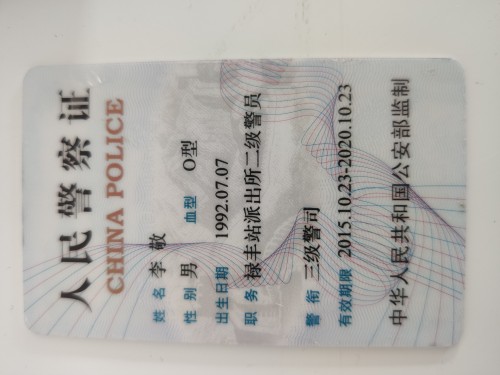 人民警察证
CHINA POLICE
姓名 李敬
性别 男 血型 O型
出生日期 1992.07.07
职务 禄丰站派出所二级警员
警衔 三级警司
有效期限 2015.10.23-2020.10.23
中华人民共和国公安部监制